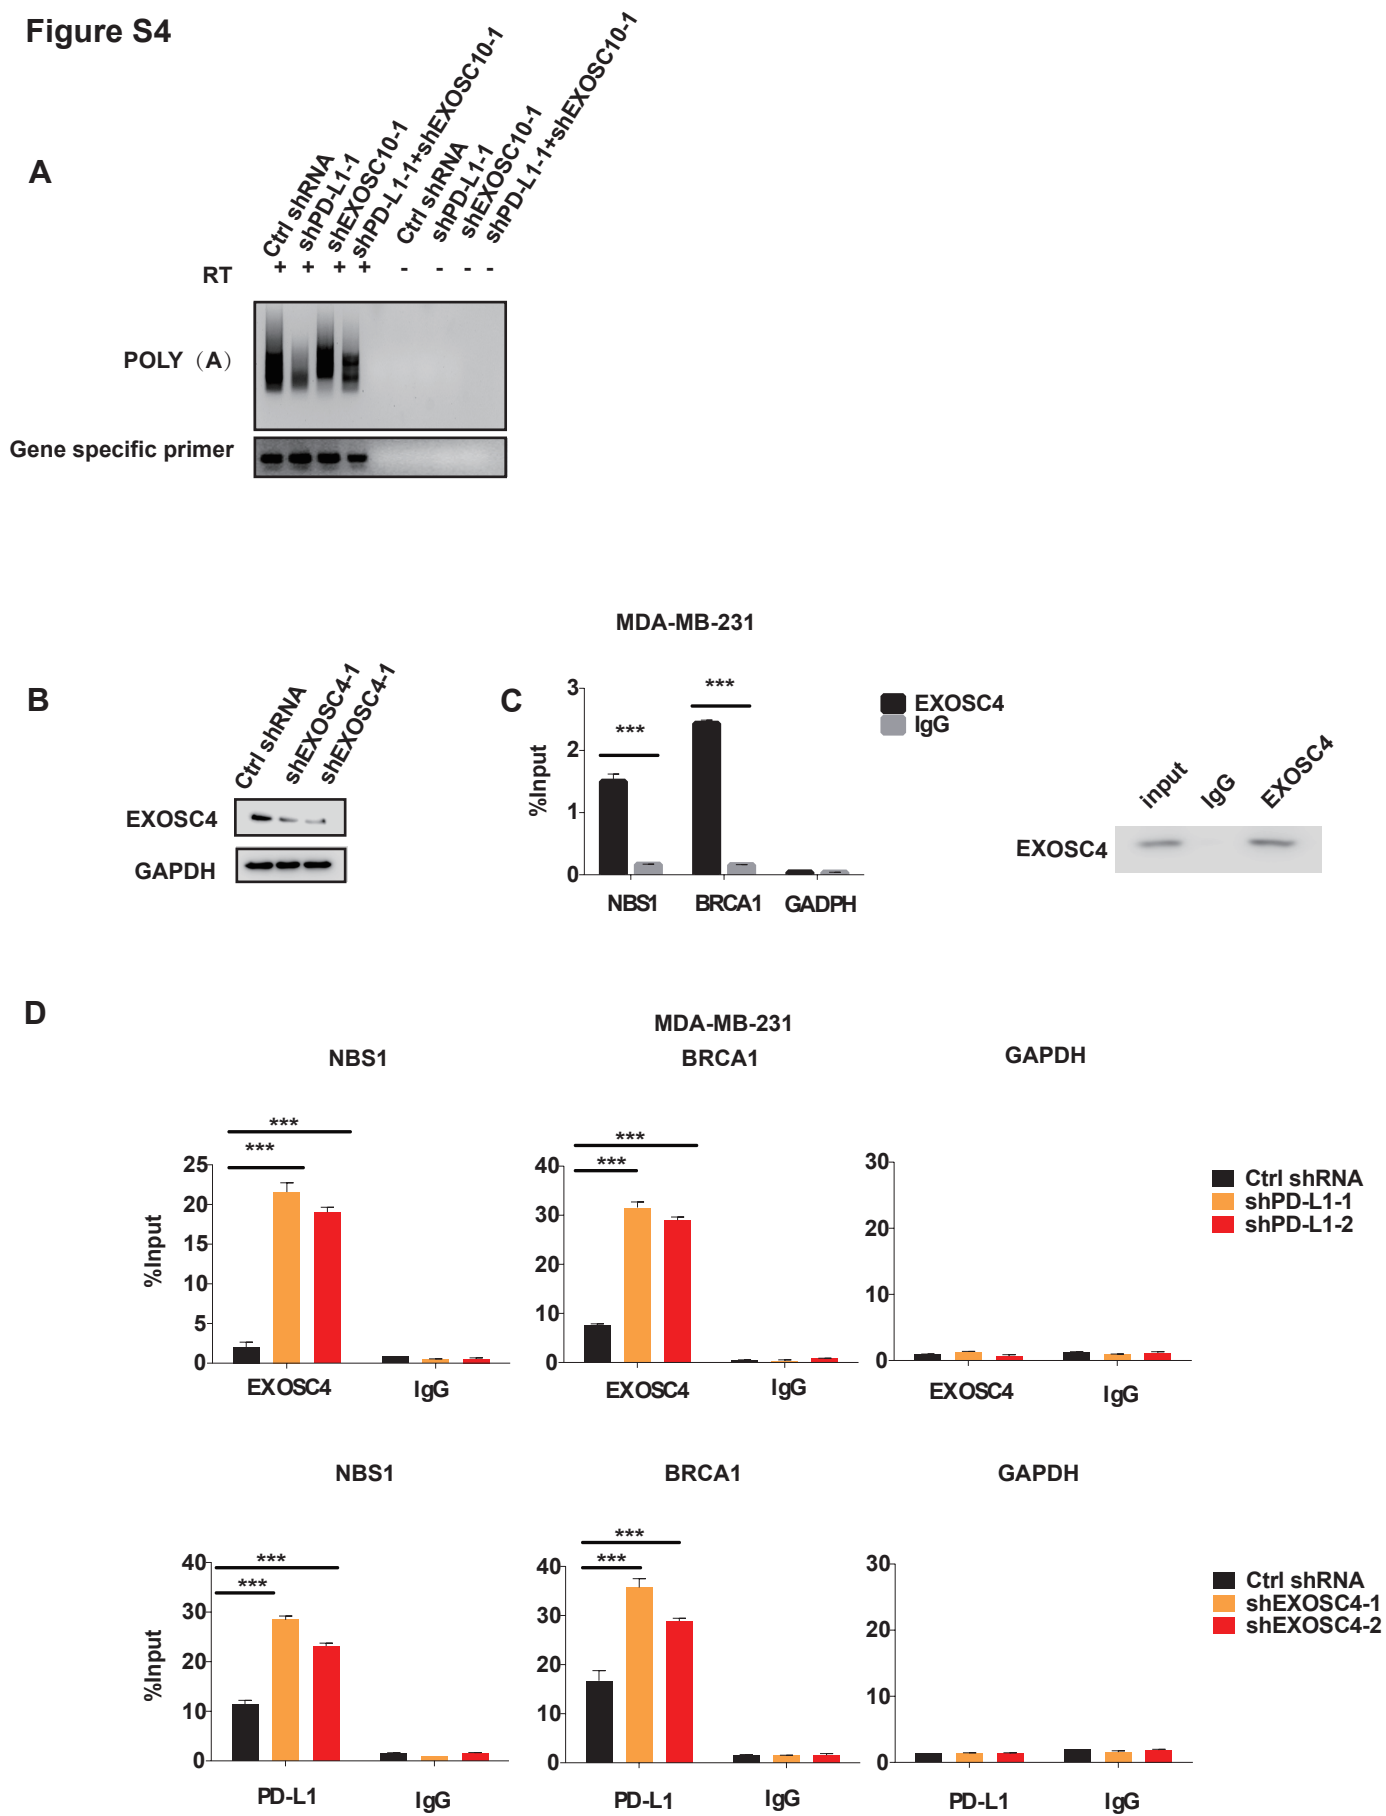 Figure S4
A
Ctrl shRNA
shPD-L1-1
shEXOSC10-1
shPD-L1-1+shEXOSC10-1
Ctrl shRNA
shPD-L1-1
shEXOSC10-1
shPD-L1-1+shEXOSC10-1
RT + + + + - - - -
POLY（A）
Gene specific primer
B
Ctrl shRNA
shEXOSC4-1
shEXOSC4-1
EXOSC4
GAPDH
MDA-MB-231
C
%Input
3
2
1
0
***
***
NBS1 BRCA1 GADPH
EXOSC4
IgG
input
IgG
EXOSC4
EXOSC4
D
MDA-MB-231
NBS1
%Input
25
20
15
10
5
0
***
***
EXOSC4 IgG
BRCA1
40
30
20
10
0
***
***
EXOSC4 IgG
GAPDH
30
20
10
0
EXOSC4 IgG
Ctrl shRNA
shPD-L1-1
shPD-L1-2
NBS1
%Input
40
30
20
10
0
***
***
PD-L1 IgG
BRCA1
40
30
20
10
0
***
***
PD-L1 IgG
GAPDH
30
20
10
0
PD-L1 IgG
Ctrl shRNA
shEXOSC4-1
shEXOSC4-2